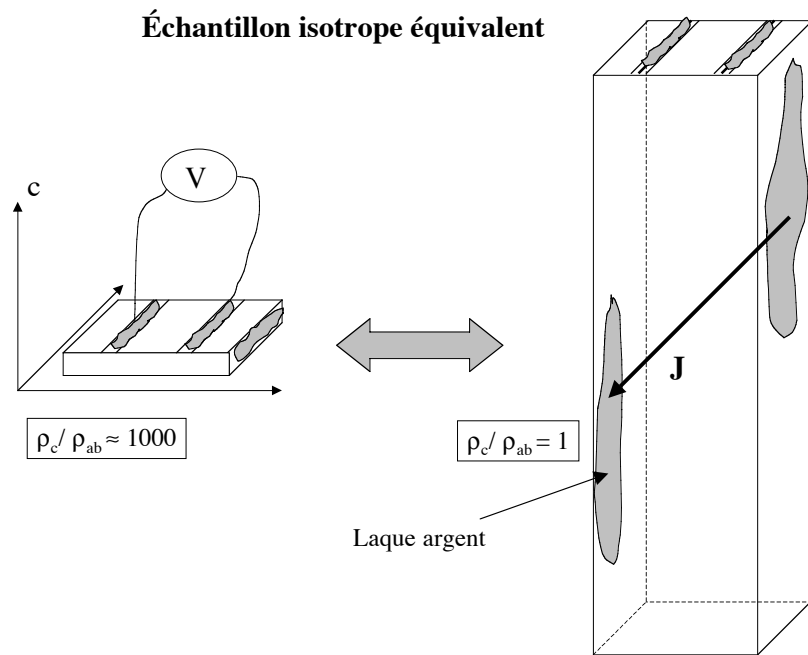 Échantillon isotrope équivalent
V
c
ρc/ ρab ≈ 1000
ρc/ ρab = 1
J
Laque argent